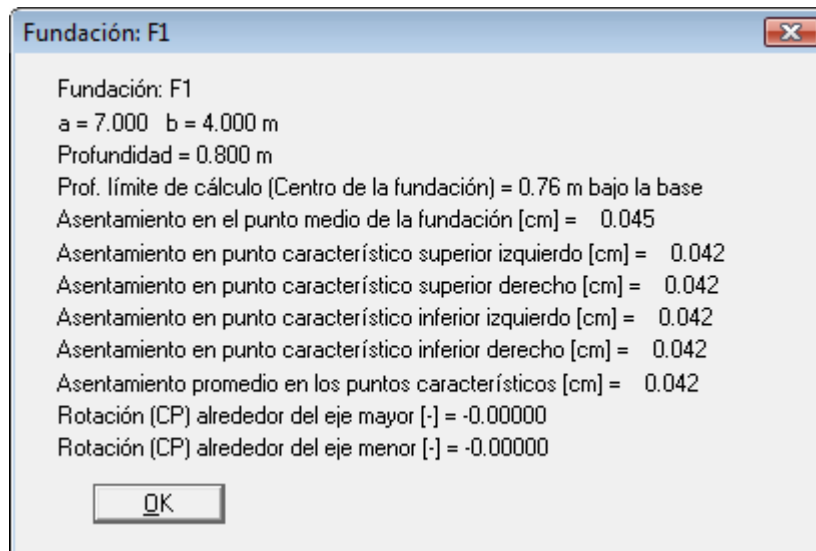 Fundación: F1
Fundación: F1
a = 7.000 b = 4.000 m
Profundidad = 0.800 m
Prof. límite de cálculo (Centro de la fundación) = 0.76 m bajo la base
Asentamiento en el punto medio de la fundación [cm] = 0.045
Asentamiento en punto característico superior izquierdo [cm] = 0.042
Asentamiento en punto característico superior derecho [cm] = 0.042
Asentamiento en punto característico inferior izquierdo [cm] = 0.042
Asentamiento en punto característico inferior derecho [cm] = 0.042
Asentamiento promedio en los puntos característicos [cm] = 0.042
Rotación (CP) alrededor del eje mayor [-] = -0.00000
Rotación (CP) alrededor del eje menor [-] = -0.00000
OK